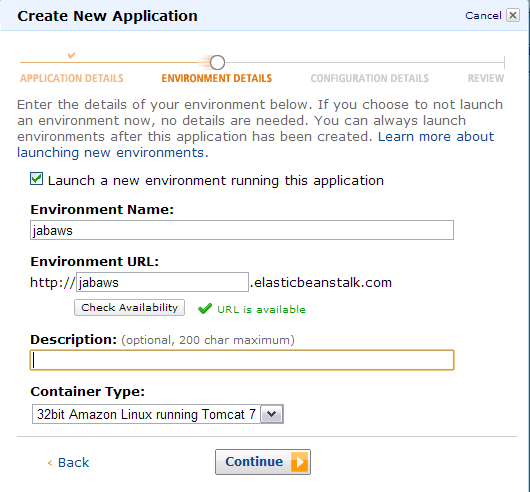 Create New Application
Cancel
APPLICATION DETAILS ENVIRONMENT DETAILS CONFIGURATION DETAILS REVIEW
Enter the details of your environment below. If you choose to not launch
an environment now, no details are needed. You can always launch
environments after this application has been created. Learn more about
launching new environments.
Launch a new environment running this application
Environment Name:
jabaws
Environment URL:
http:// jabaws .elasticbeanstalk.com
Check Availability URL is available
Description: (optional, 200 char maximum)
Container Type:
32bit Amazon Linux running Tomcat 7
‹ Back Continue